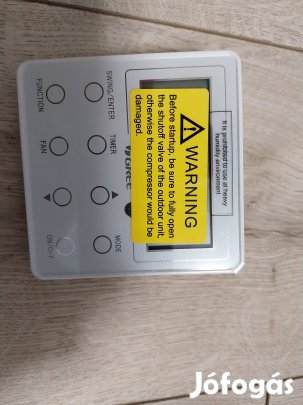 It is prohibited to use at heavy
humidity environment
WARNING
Before startup, be sure to fully open
the shutoff valve of the outdoor unit,
otherwise the compressor would be
damaged.
SWING/ENTER
TIMER
MODE
FUNCTION
FAN
ON/OFF
Jófogás